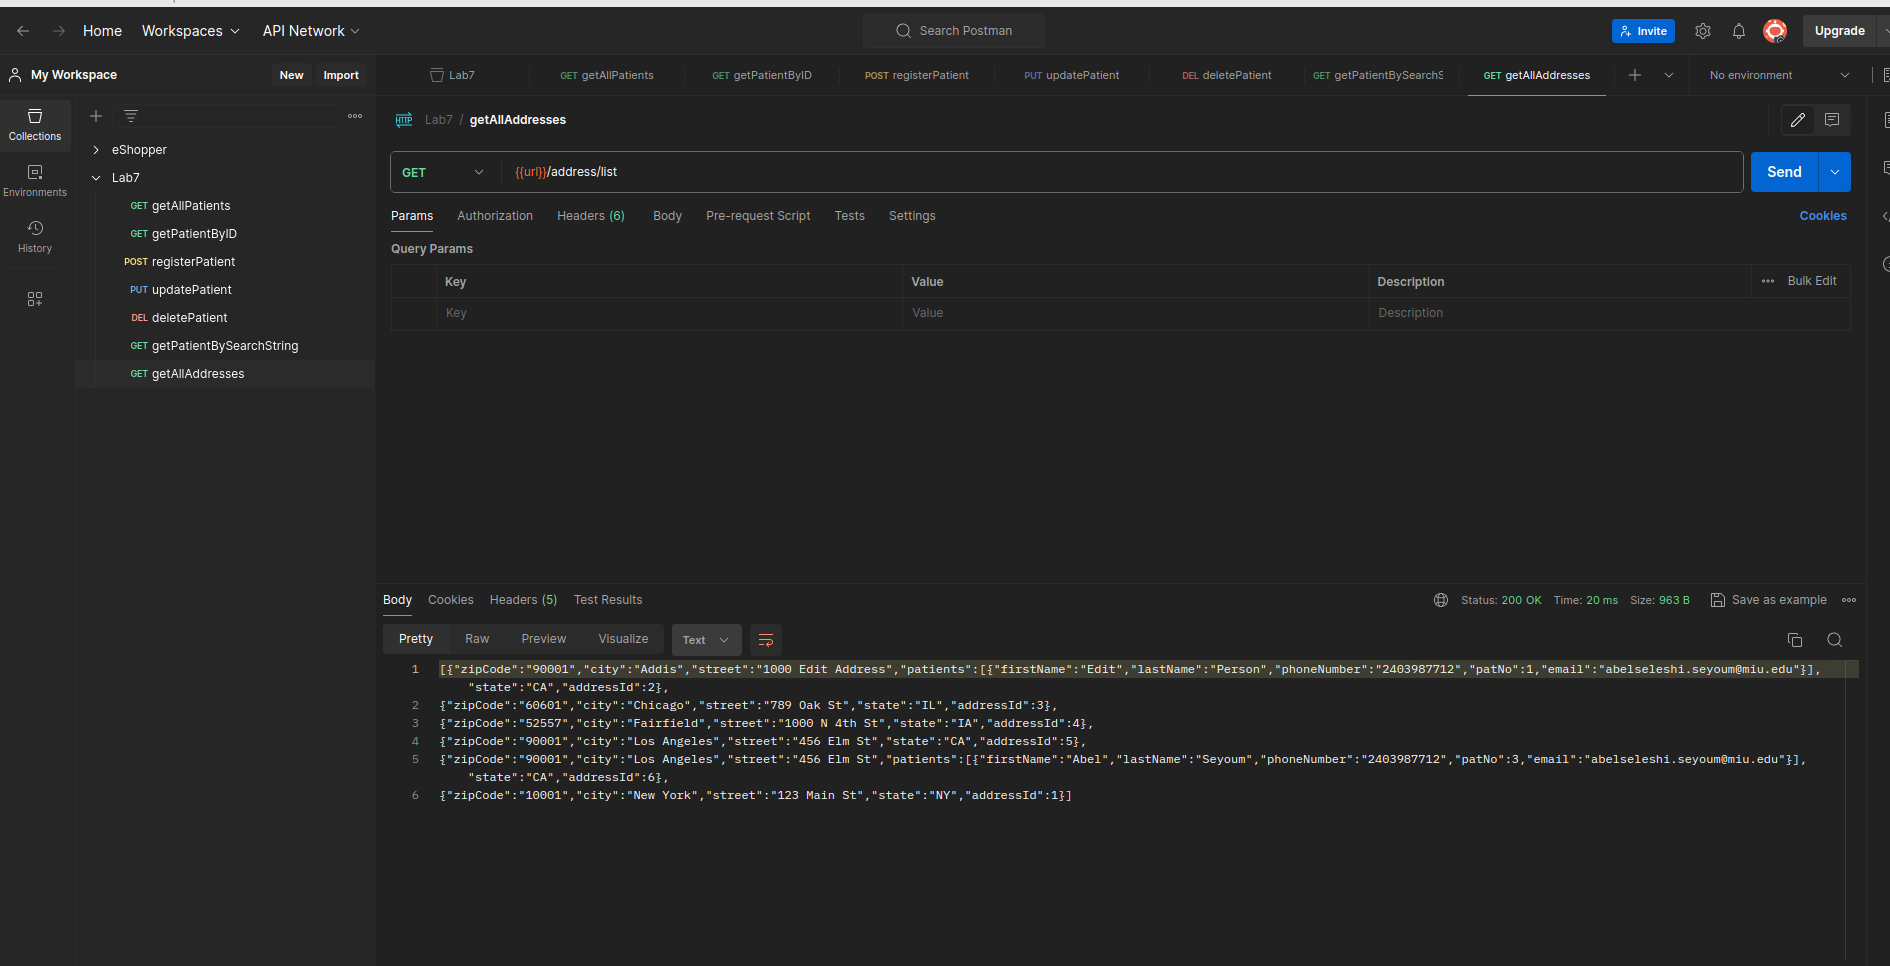 Home Workspaces API Network Search Postman Invite Upgrade
My Workspace New Import Lab7 GET getAllPatients GET getPatientByID POST registerPatient PUT updatePatient DEL deletePatient GET getPatientBySearchS GET getAllAddresses No environment
Collections
Environments
History
eShopper
Lab7
GET getAllPatients
GET getPatientByID
POST registerPatient
PUT updatePatient
DEL deletePatient
GET getPatientBySearchString
GET getAllAddresses
HTTP Lab7 / getAllAddresses
GET {{url}}/address/list Send
Params Authorization Headers (6) Body Pre-request Script Tests Settings Cookies
Query Params
Key Value Description Bulk Edit
Key Value Description
Body Cookies Headers (5) Test Results Status: 200 OK Time: 20 ms Size: 963 B Save as example
Pretty Raw Preview Visualize Text
1 [{"zipCode":"90001","city":"Addis","street":"1000 Edit Address","patients":[{"firstName":"Edit","lastName":"Person","phoneNumber":"2403987712","patNo":1,"email":"abelseleshi.seyoum@miu.edu"}],
"state":"CA","addressId":2},
2 {"zipCode":"60601","city":"Chicago","street":"789 Oak St","state":"IL","addressId":3},
3 {"zipCode":"52557","city":"Fairfield","street":"1000 N 4th St","state":"IA","addressId":4},
4 {"zipCode":"90001","city":"Los Angeles","street":"456 Elm St","state":"CA","addressId":5},
5 {"zipCode":"90001","city":"Los Angeles","street":"456 Elm St","patients":[{"firstName":"Abel","lastName":"Seyoum","phoneNumber":"2403987712","patNo":3,"email":"abelseleshi.seyoum@miu.edu"}],
"state":"CA","addressId":6},
6 {"zipCode":"10001","city":"New York","street":"123 Main St","state":"NY","addressId":1}]